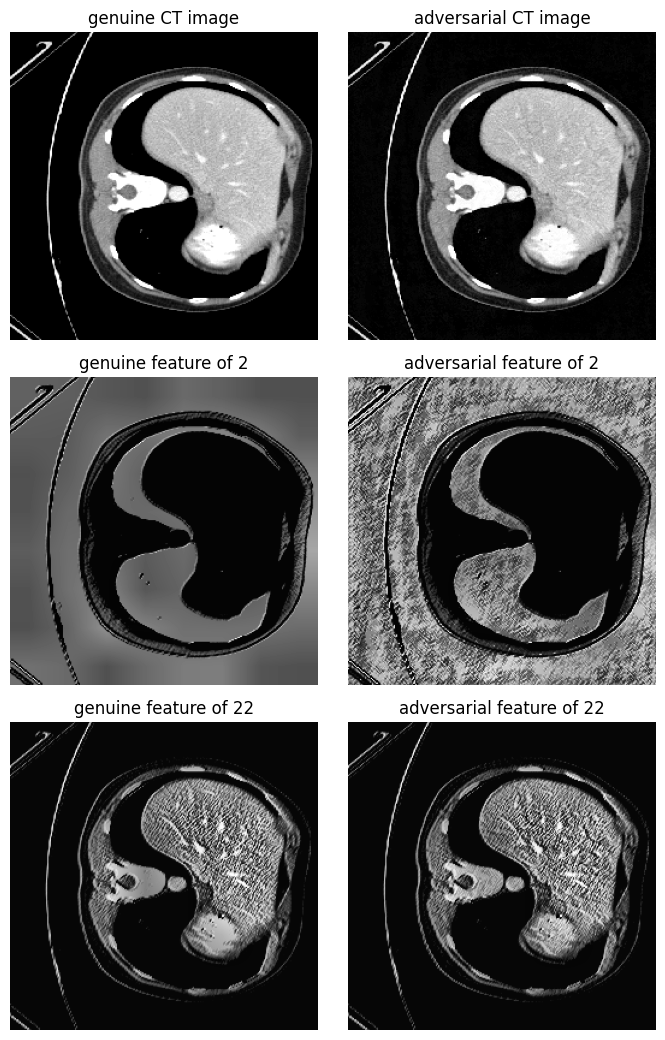 genuine CT image
adversarial CT image
genuine feature of 2
adversarial feature of 2
genuine feature of 22
adversarial feature of 22